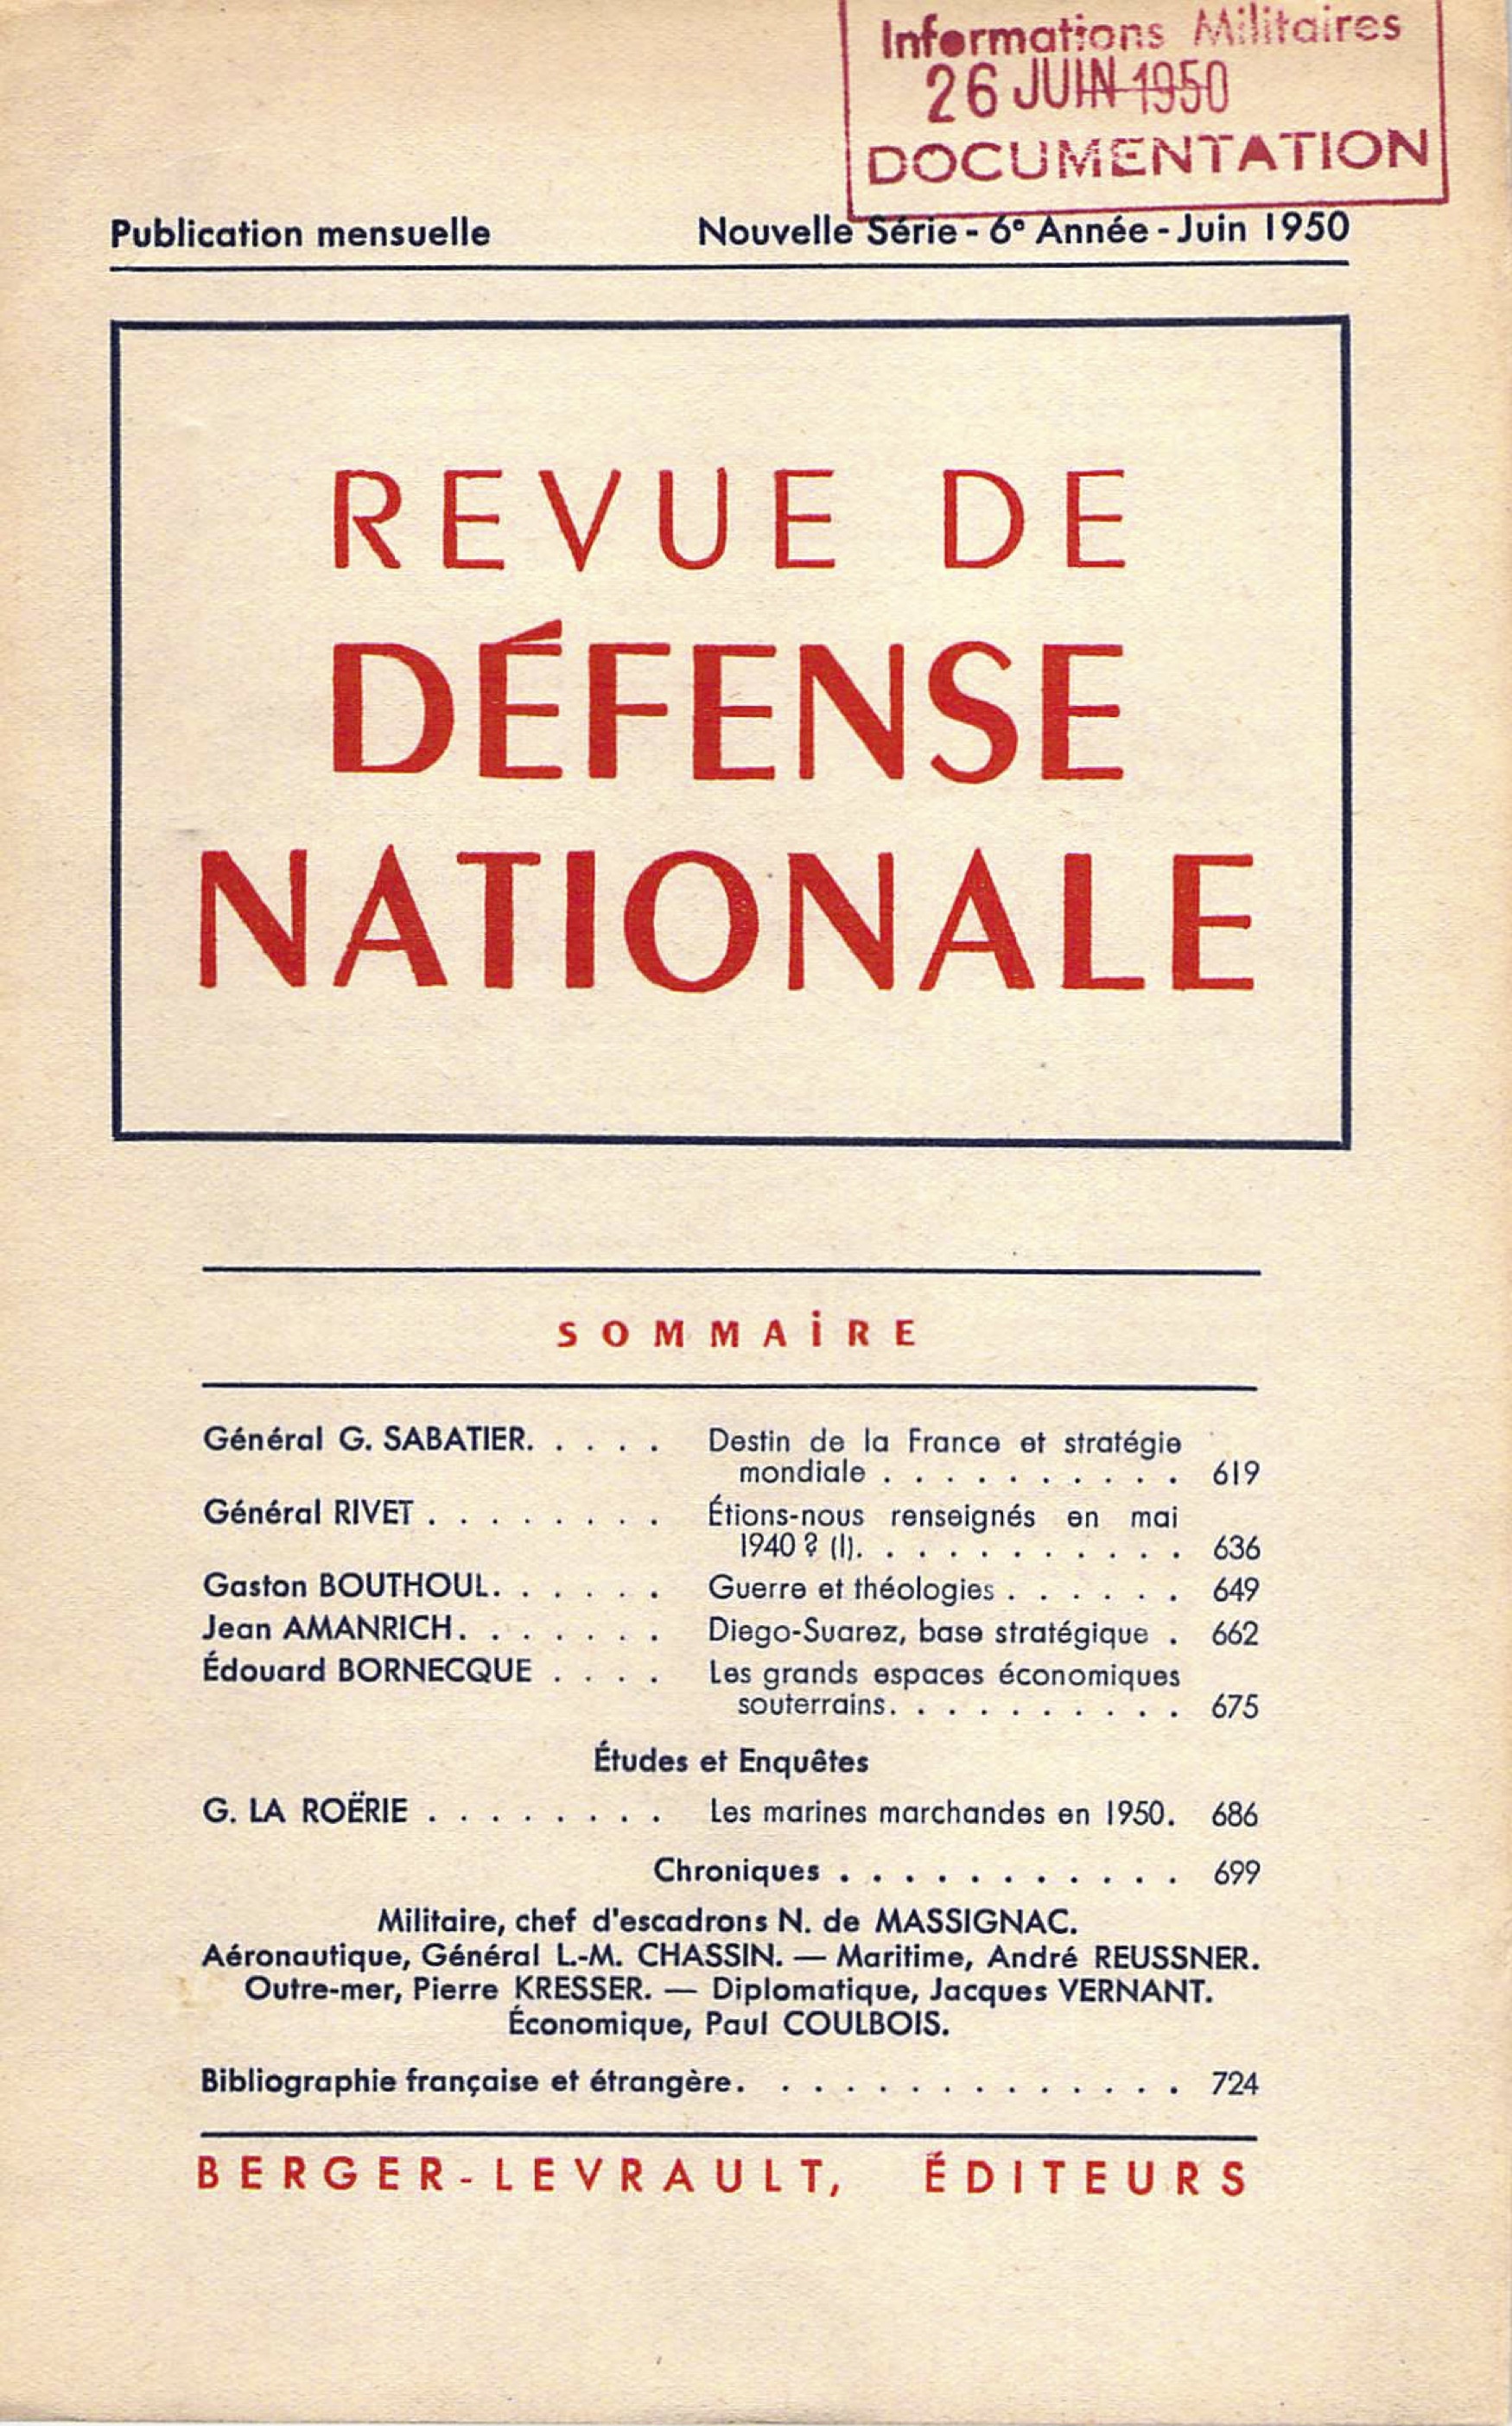 Informations Militaires
26 JUIN 1950
DOCUMENTATION
Publication mensuelle Nouvelle Série - 6e Année - Juin 1950
REVUE DE
DÉFENSE
NATIONALE
SOMMAiRE
Général G. SABATIER. . . . . Destin de la France et stratégie
mondiale . . . . . . . . . . 619
Général RIVET . . . . . . . . Étions-nous renseignés en mai
1940 ? (I). . . . . . . . . . . 636
Gaston BOUTHOUL. . . . . . Guerre et théologies . . . . . . 649
Jean AMANRICH. . . . . . . Diego-Suarez, base stratégique . 662
Édouard BORNECQUE . . . . Les grands espaces économiques
souterrains. . . . . . . . . . 675
Études et Enquêtes
G. LA ROËRIE . . . . . . . . Les marines marchandes en 1950. 686
Chroniques . . . . . . . . . . . 699
Militaire, chef d'escadrons N. de MASSIGNAC.
Aéronautique, Général L.-M. CHASSIN. — Maritime, André REUSSNER.
Outre-mer, Pierre KRESSER. — Diplomatique, Jacques VERNANT.
Économique, Paul COULBOIS.
Bibliographie française et étrangère. . . . . . . . . . . . . . 724
BERGER-LEVRAULT, ÉDITEURS